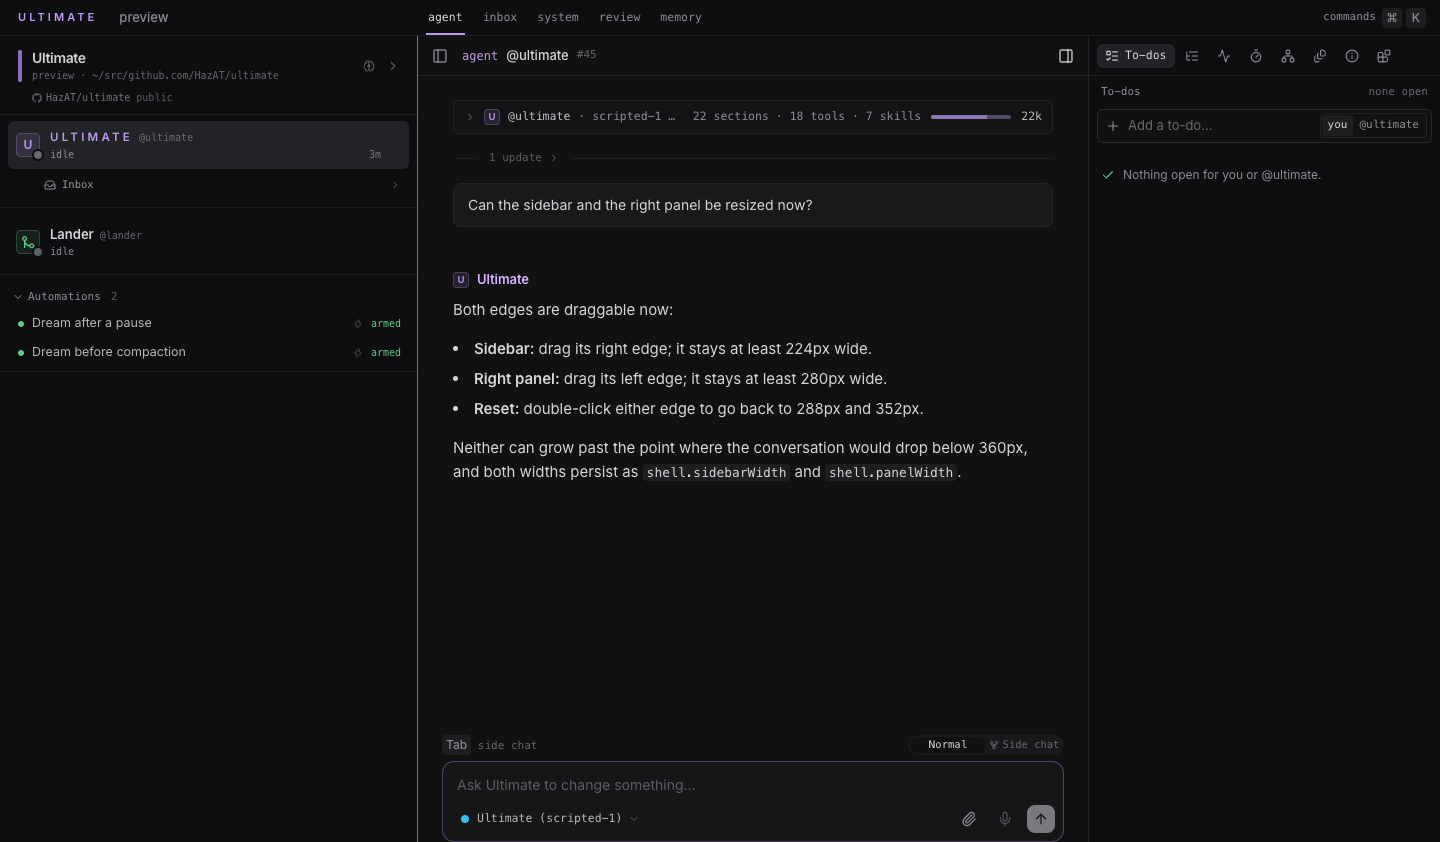 ULTIMATE preview agent inbox system review memory commands ⌘ K
Ultimate
preview · ~/src/github.com/HazAT/ultimate
HazAT/ultimate public
U ULTIMATE @ultimate
idle 3m
Inbox
Lander @lander
idle
Automations 2
Dream after a pause armed
Dream before compaction armed
agent @ultimate #45
U @ultimate · scripted-1 … 22 sections · 18 tools · 7 skills 22k
1 update
Can the sidebar and the right panel be resized now?
U Ultimate
Both edges are draggable now:
• Sidebar: drag its right edge; it stays at least 224px wide.
• Right panel: drag its left edge; it stays at least 280px wide.
• Reset: double-click either edge to go back to 288px and 352px.
Neither can grow past the point where the conversation would drop below 360px,
and both widths persist as shell.sidebarWidth and shell.panelWidth.
Tab side chat Normal Side chat
Ask Ultimate to change something...
Ultimate (scripted-1)
To-dos
To-dos none open
Add a to-do... you @ultimate
Nothing open for you or @ultimate.